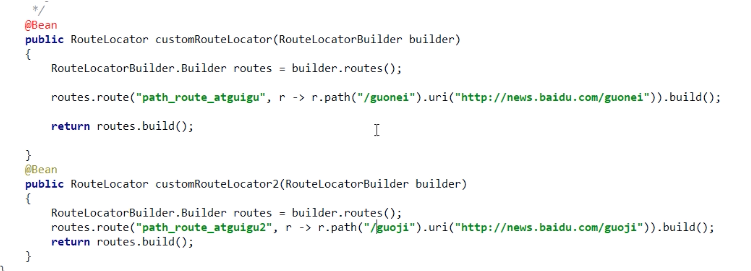 */
@Bean
public RouteLocator customRouteLocator(RouteLocatorBuilder builder)
{
RouteLocatorBuilder.Builder routes = builder.routes();
routes.route("path_route_atguigu", r -> r.path("/guonei").uri("http://news.baidu.com/guonei")).build();
return routes.build();
}
@Bean
public RouteLocator customRouteLocator2(RouteLocatorBuilder builder)
{
RouteLocatorBuilder.Builder routes = builder.routes();
routes.route("path_route_atguigu2", r -> r.path("/guoji").uri("http://news.baidu.com/guoji")).build();
return routes.build();
}